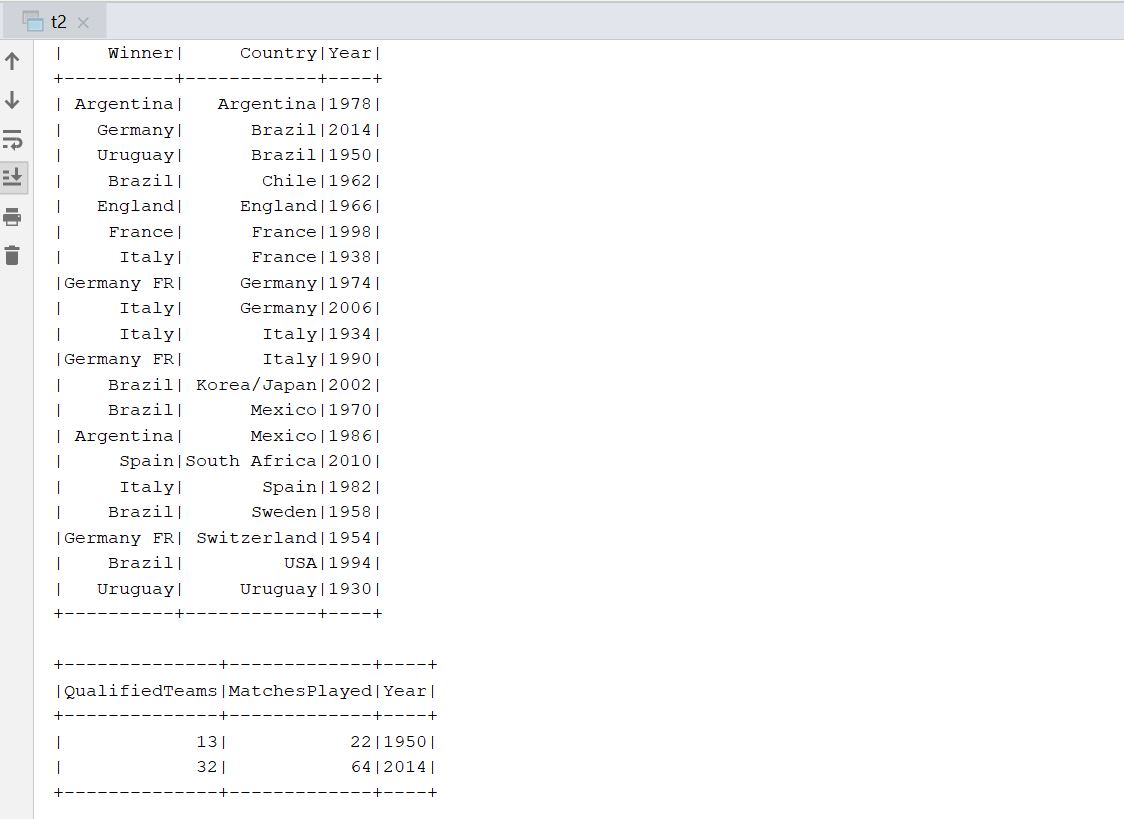 t2
|    Winner|     Country|Year|
+----------+------------+----+
| Argentina|   Argentina|1978|
|   Germany|      Brazil|2014|
|   Uruguay|      Brazil|1950|
|    Brazil|       Chile|1962|
|   England|     England|1966|
|    France|      France|1998|
|     Italy|      France|1938|
|Germany FR|     Germany|1974|
|     Italy|     Germany|2006|
|     Italy|       Italy|1934|
|Germany FR|       Italy|1990|
|    Brazil| Korea/Japan|2002|
|    Brazil|      Mexico|1970|
| Argentina|      Mexico|1986|
|     Spain|South Africa|2010|
|     Italy|       Spain|1982|
|    Brazil|      Sweden|1958|
|Germany FR| Switzerland|1954|
|    Brazil|         USA|1994|
|   Uruguay|     Uruguay|1930|
+----------+------------+----+
+--------------+-------------+----+
|QualifiedTeams|MatchesPlayed|Year|
+--------------+-------------+----+
|            13|           22|1950|
|            32|           64|2014|
+--------------+-------------+----+